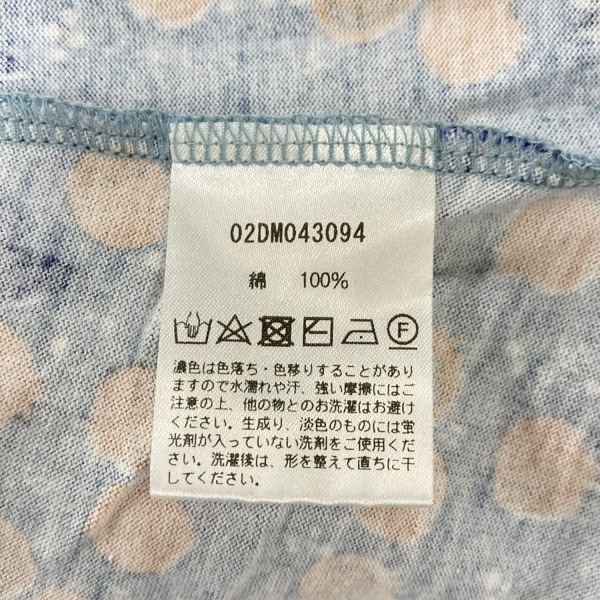 02DM043094
綿 100%
F
濃色は色落ち・色移りすることがあり
ますので水濡れや汗、強い摩擦にはご
注意の上、他の物とのお洗濯はお避け
ください。生成り、淡色のものには蛍
光剤が入っていない洗剤をご使用くだ
さい。洗濯後は、形を整えて直ちに干
してください。